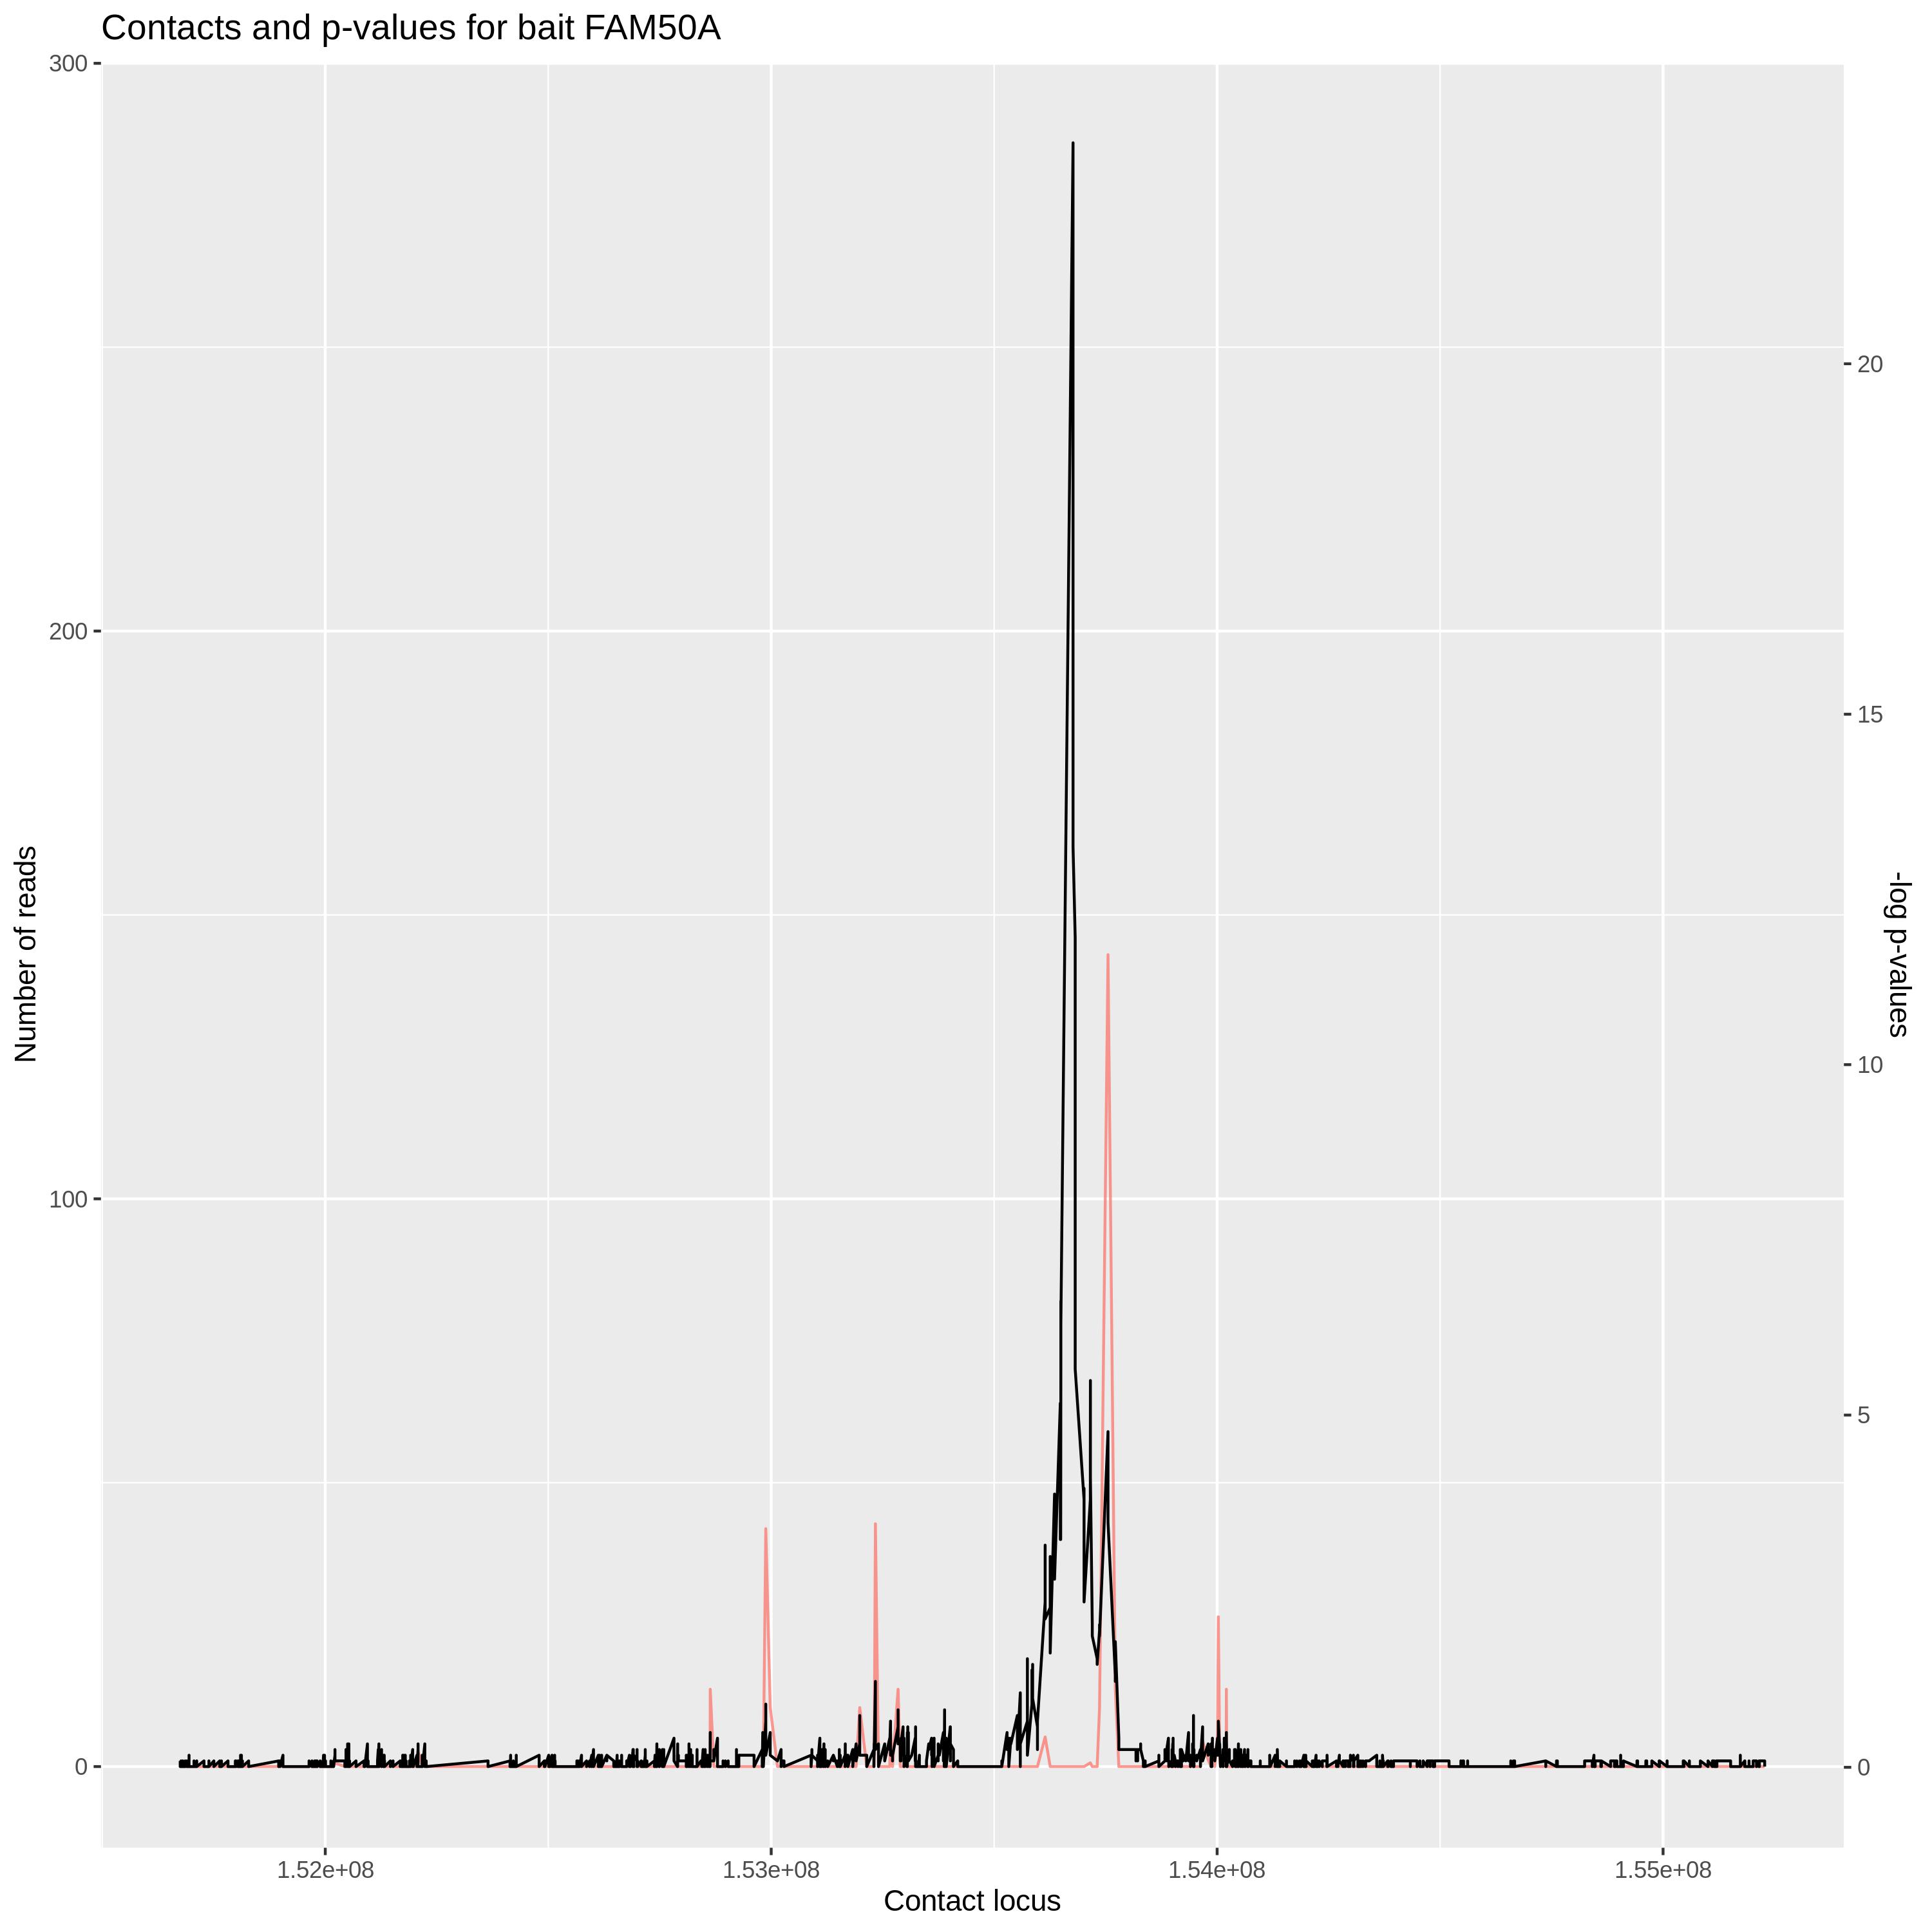 Contacts and p-values for bait FAM50A
300
200
100
0
Number of reads
20
15
10
5
0
-log p-values
1.52e+08
1.53e+08
1.54e+08
1.55e+08
Contact locus